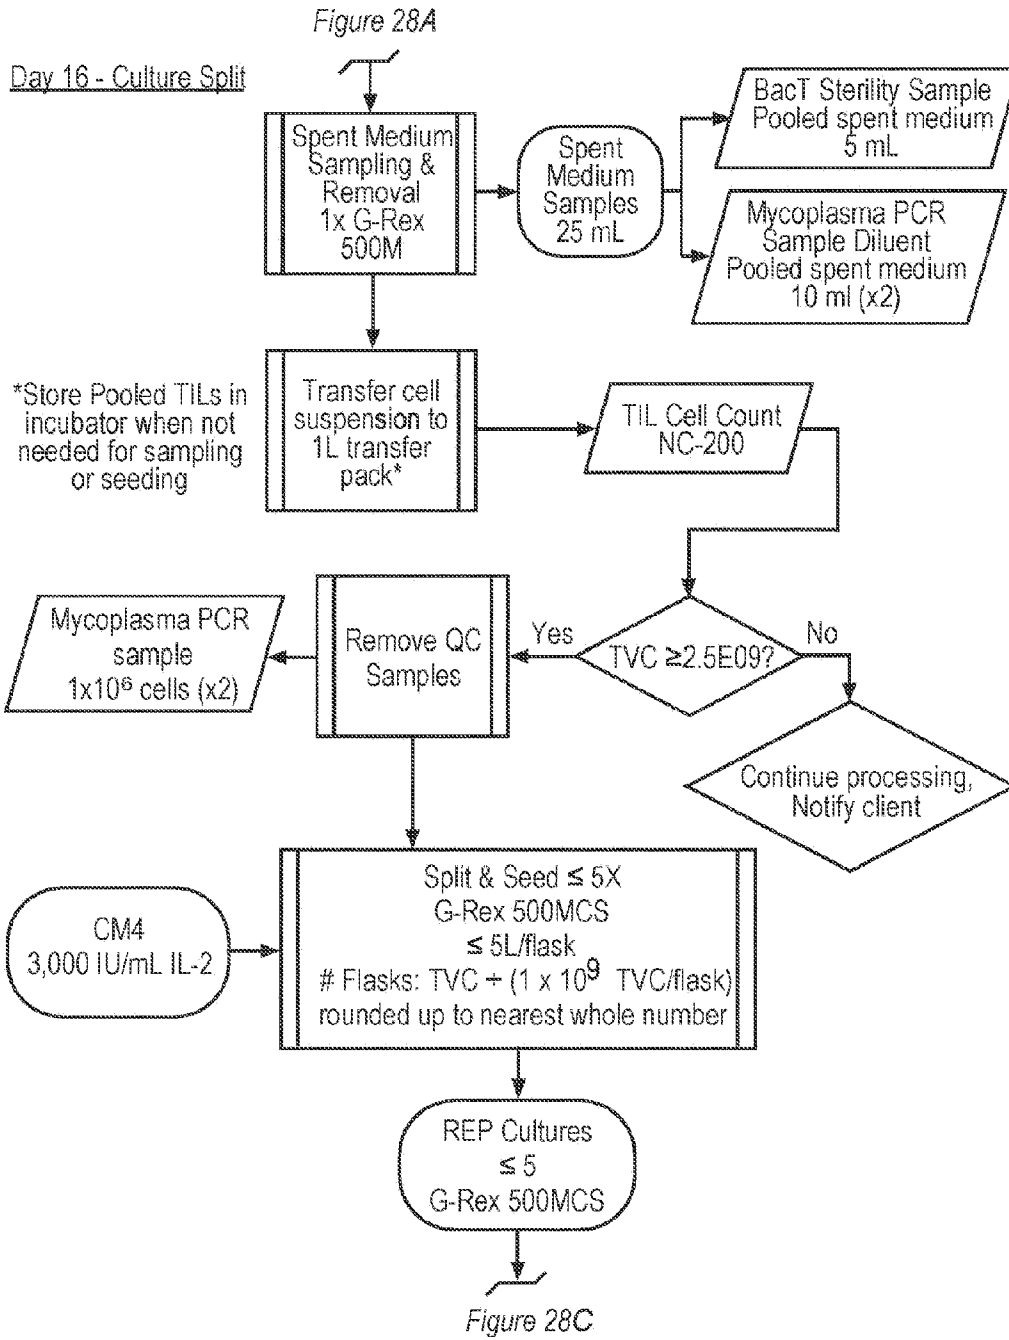 Figure 28A
Day 16 - Culture Split
Spent Medium
Sampling &
Removal
1x G-Rex
500M
Spent
Medium
Samples
25 mL
BacT Sterility Sample
Pooled spent medium
5 mL
Mycoplasma PCR
Sample Diluent
Pooled spent medium
10 ml (x2)
*Store Pooled TILs in
incubator when not
needed for sampling
or seeding
Transfer cell
suspension to
1L transfer
pack*
TIL Cell Count
NC-200
Mycoplasma PCR
sample
1x10⁶ cells (x2)
Remove QC
Samples
Yes
TVC ≥2.5E09?
No
Continue processing,
Notify client
CM4
3,000 IU/mL IL-2
Split & Seed ≤ 5X
G-Rex 500MCS
≤ 5L/flask
# Flasks: TVC ÷ (1 x 10⁹ TVC/flask)
rounded up to nearest whole number
REP Cultures
≤ 5
G-Rex 500MCS
Figure 28C